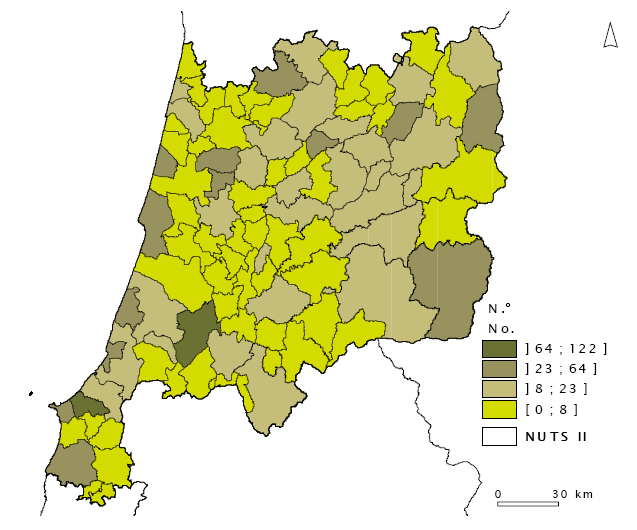 N.º
No.
] 64 ; 122 ]
] 23 ; 64 ]
] 8 ; 23 ]
[ 0 ; 8 ]
NUTS II
0 30 km